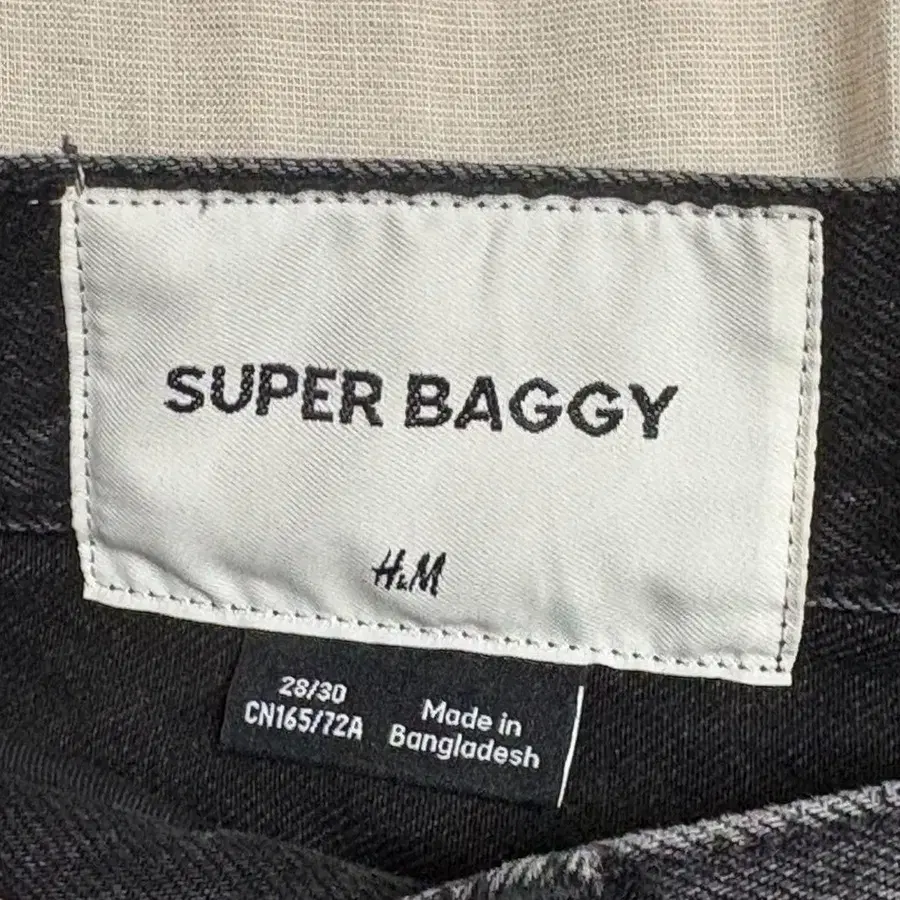 SUPER BAGGY
H&M
28/30
CN165/72A
Made in
Bangladesh